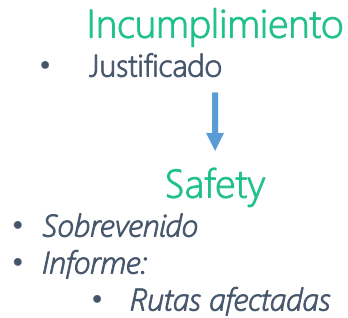 Incumplimiento
• Justificado
Safety
• Sobrevenido
• Informe:
• Rutas afectadas